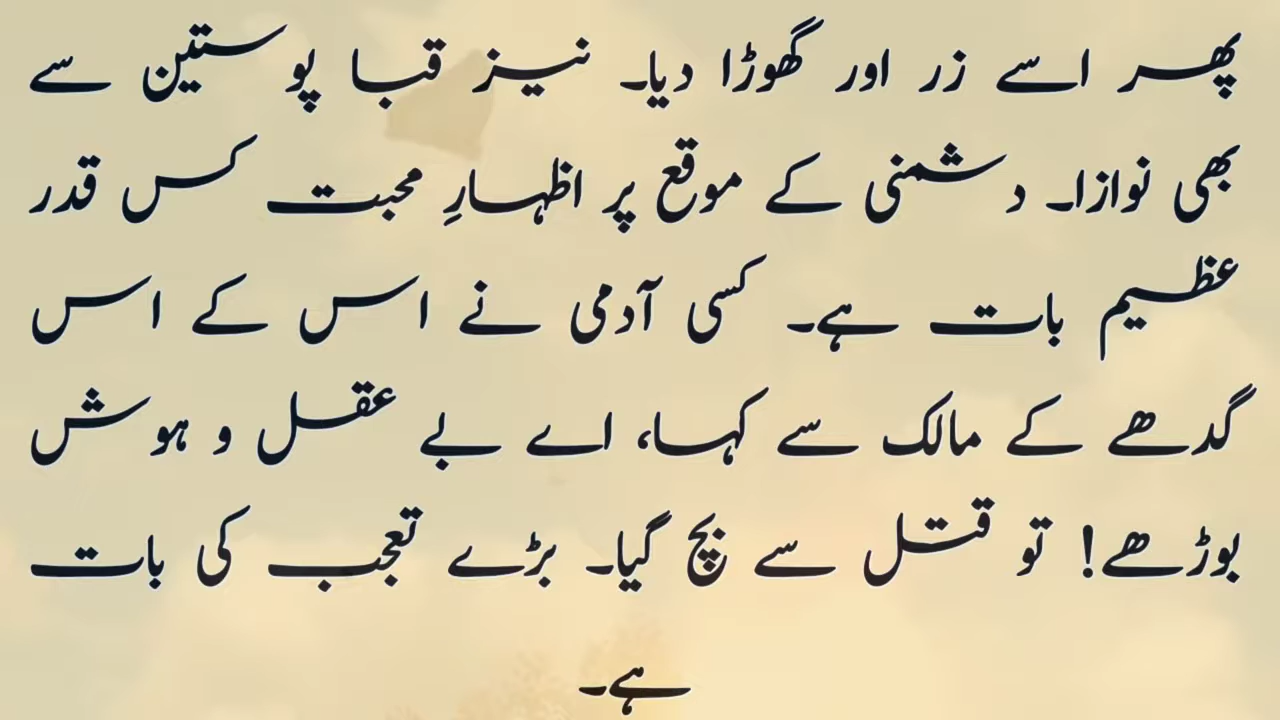 پھر اسے زر اور گھوڑا دیا۔ نیز قبا پوستین سے
بھی نوازا۔ دشمنی کے موقع پر اظہارِ محبت کس قدر
عظیم بات ہے۔ کسی آدمی نے اس کے اس
گدھے کے مالک سے کہا، اے بے عقل و ہوش
بوڑھے! تو قتل سے بچ گیا۔ بڑے تعجب کی بات
ہے۔